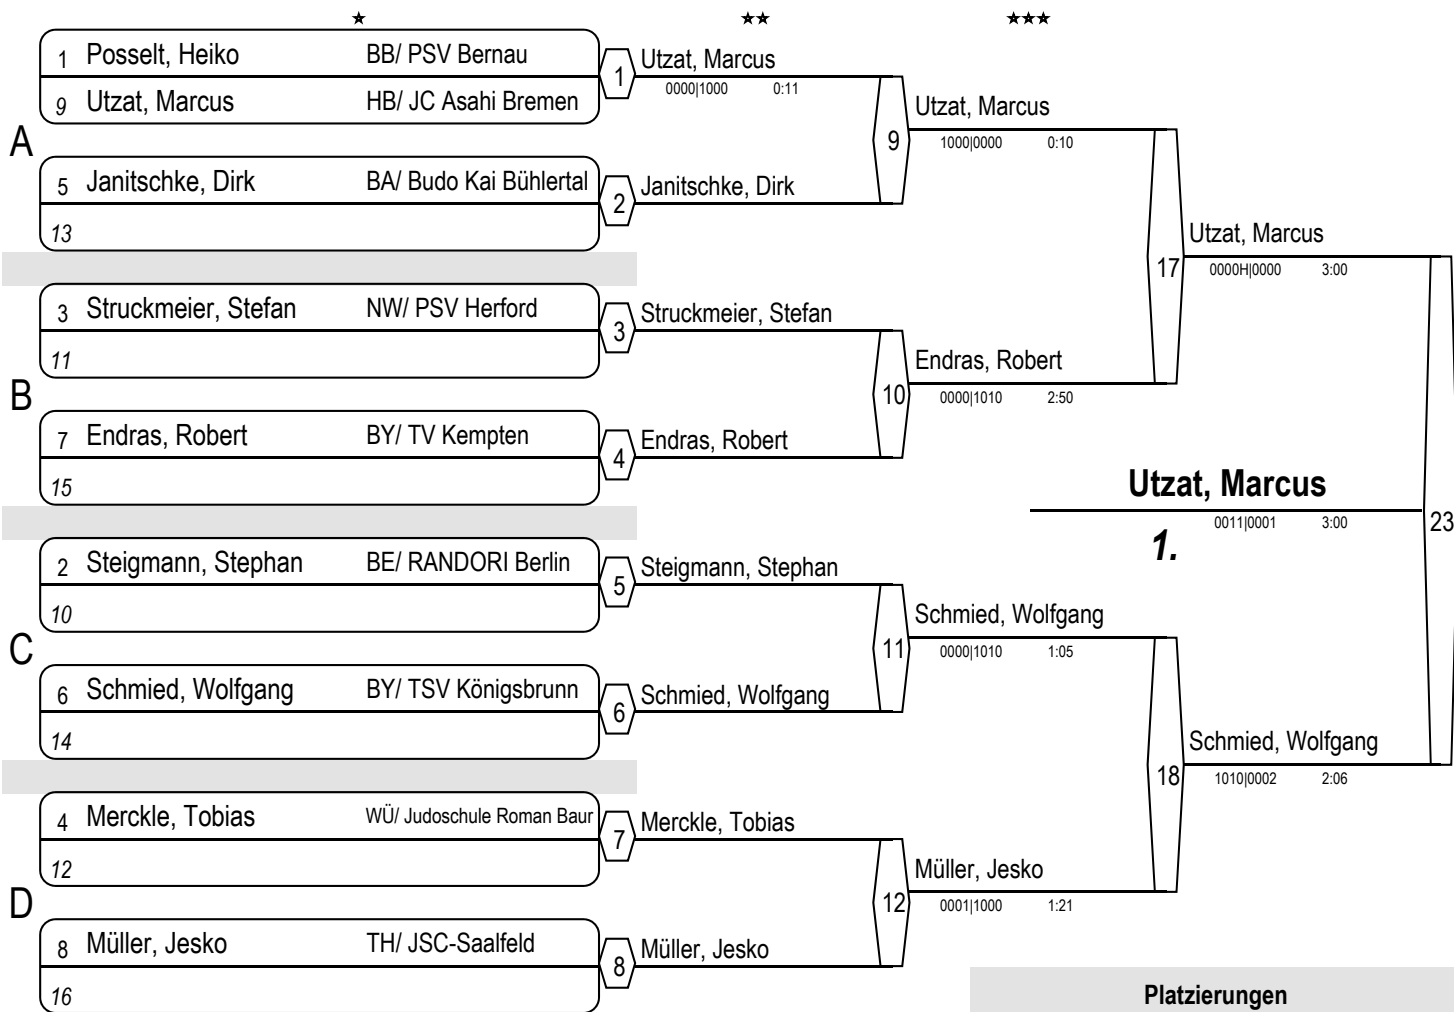 ★ ★★ ★★★
1 Posselt, Heiko BB/ PSV Bernau
9 Utzat, Marcus HB/ JC Asahi Bremen
A
5 Janitschke, Dirk BA/ Budo Kai Bühlertal
13
3 Struckmeier, Stefan NW/ PSV Herford
11
B
7 Endras, Robert BY/ TV Kempten
15
2 Steigmann, Stephan BE/ RANDORI Berlin
10
C
6 Schmied, Wolfgang BY/ TSV Königsbrunn
14
4 Merckle, Tobias WÜ/ Judoschule Roman Baur
12
D
8 Müller, Jesko TH/ JSC-Saalfeld
16
1 Utzat, Marcus
0000|1000 0:11
2 Janitschke, Dirk
3 Struckmeier, Stefan
4 Endras, Robert
5 Steigmann, Stephan
6 Schmied, Wolfgang
7 Merckle, Tobias
8 Müller, Jesko
9 Utzat, Marcus
1000|0000 0:10
10 Endras, Robert
0000|1010 2:50
11 Schmied, Wolfgang
0000|1010 1:05
12 Müller, Jesko
0001|1000 1:21
17 Utzat, Marcus
0000H|0000 3:00
18 Schmied, Wolfgang
1010|0002 2:06
Utzat, Marcus
0011|0001 3:00
23
1.
Platzierungen